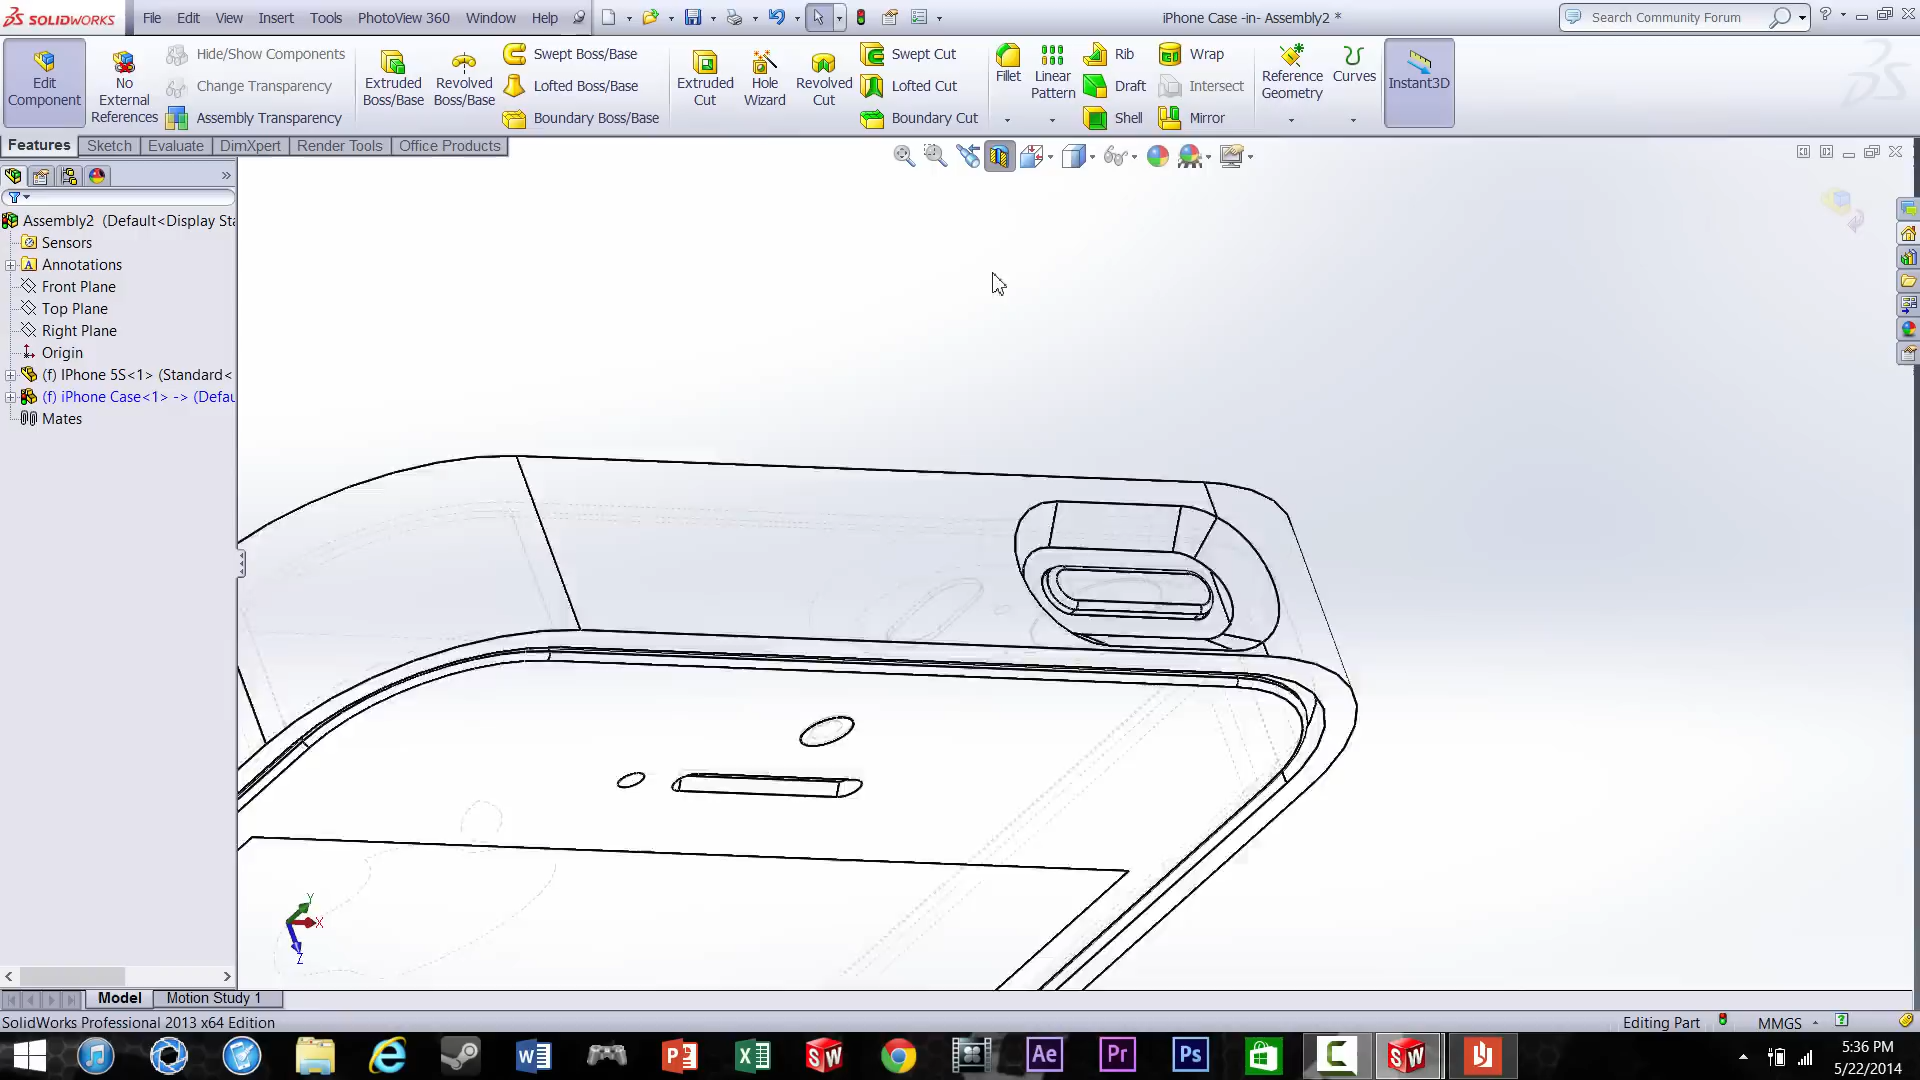 SOLIDWORKS File Edit View Insert Tools PhotoView 360 Window Help iPhone Case -in- Assembly2 * Search Community Forum ?
Edit Component
No External References
Hide/Show Components
Change Transparency
Assembly Transparency
Extruded Boss/Base
Revolved Boss/Base
Swept Boss/Base
Lofted Boss/Base
Boundary Boss/Base
Extruded Cut
Hole Wizard
Revolved Cut
Swept Cut
Lofted Cut
Boundary Cut
Fillet
Linear Pattern
Rib
Draft
Shell
Wrap
Intersect
Mirror
Reference Geometry
Curves
Instant3D
Features Sketch Evaluate DimXpert Render Tools Office Products
Assembly2 (Default<Display Sta
Sensors
A Annotations
Front Plane
Top Plane
Right Plane
Origin
(f) IPhone 5S<1> (Standard<
(f) iPhone Case<1> -> (Defau
Mates
Y
X
Z
Model Motion Study 1
SolidWorks Professional 2013 x64 Edition Editing Part MMGS ?
W P X SW Ae Pr Ps C SW
5:36 PM
5/22/2014